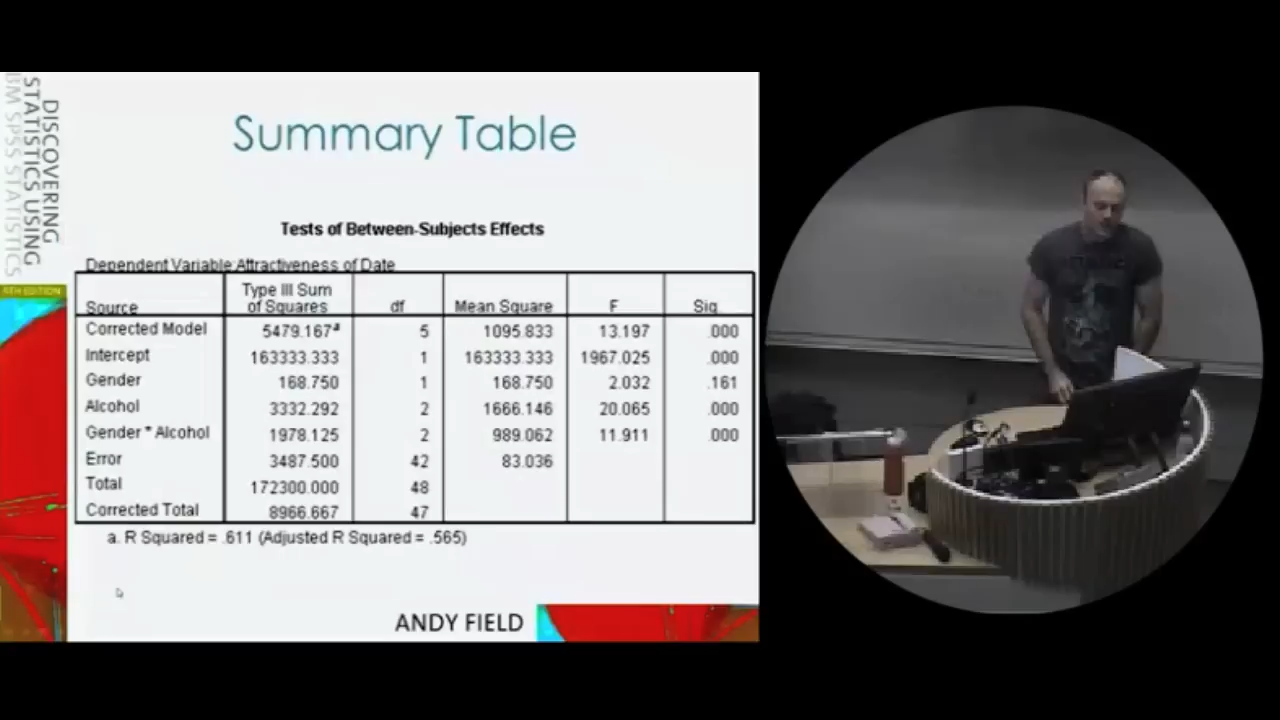 DISCOVERING
STATISTICS USING
IBM SPSS STATISTICS
4TH EDITION
Summary Table
Tests of Between-Subjects Effects
Dependent Variable:Attractiveness of Date
Source Type III Sum of Squares df Mean Square F Sig.
Corrected Model 5479.167a 5 1095.833 13.197 .000
Intercept 163333.333 1 163333.333 1967.025 .000
Gender 168.750 1 168.750 2.032 .161
Alcohol 3332.292 2 1666.146 20.065 .000
Gender * Alcohol 1978.125 2 989.062 11.911 .000
Error 3487.500 42 83.036
Total 172300.000 48
Corrected Total 8966.667 47
a. R Squared = .611 (Adjusted R Squared = .565)
ANDY FIELD